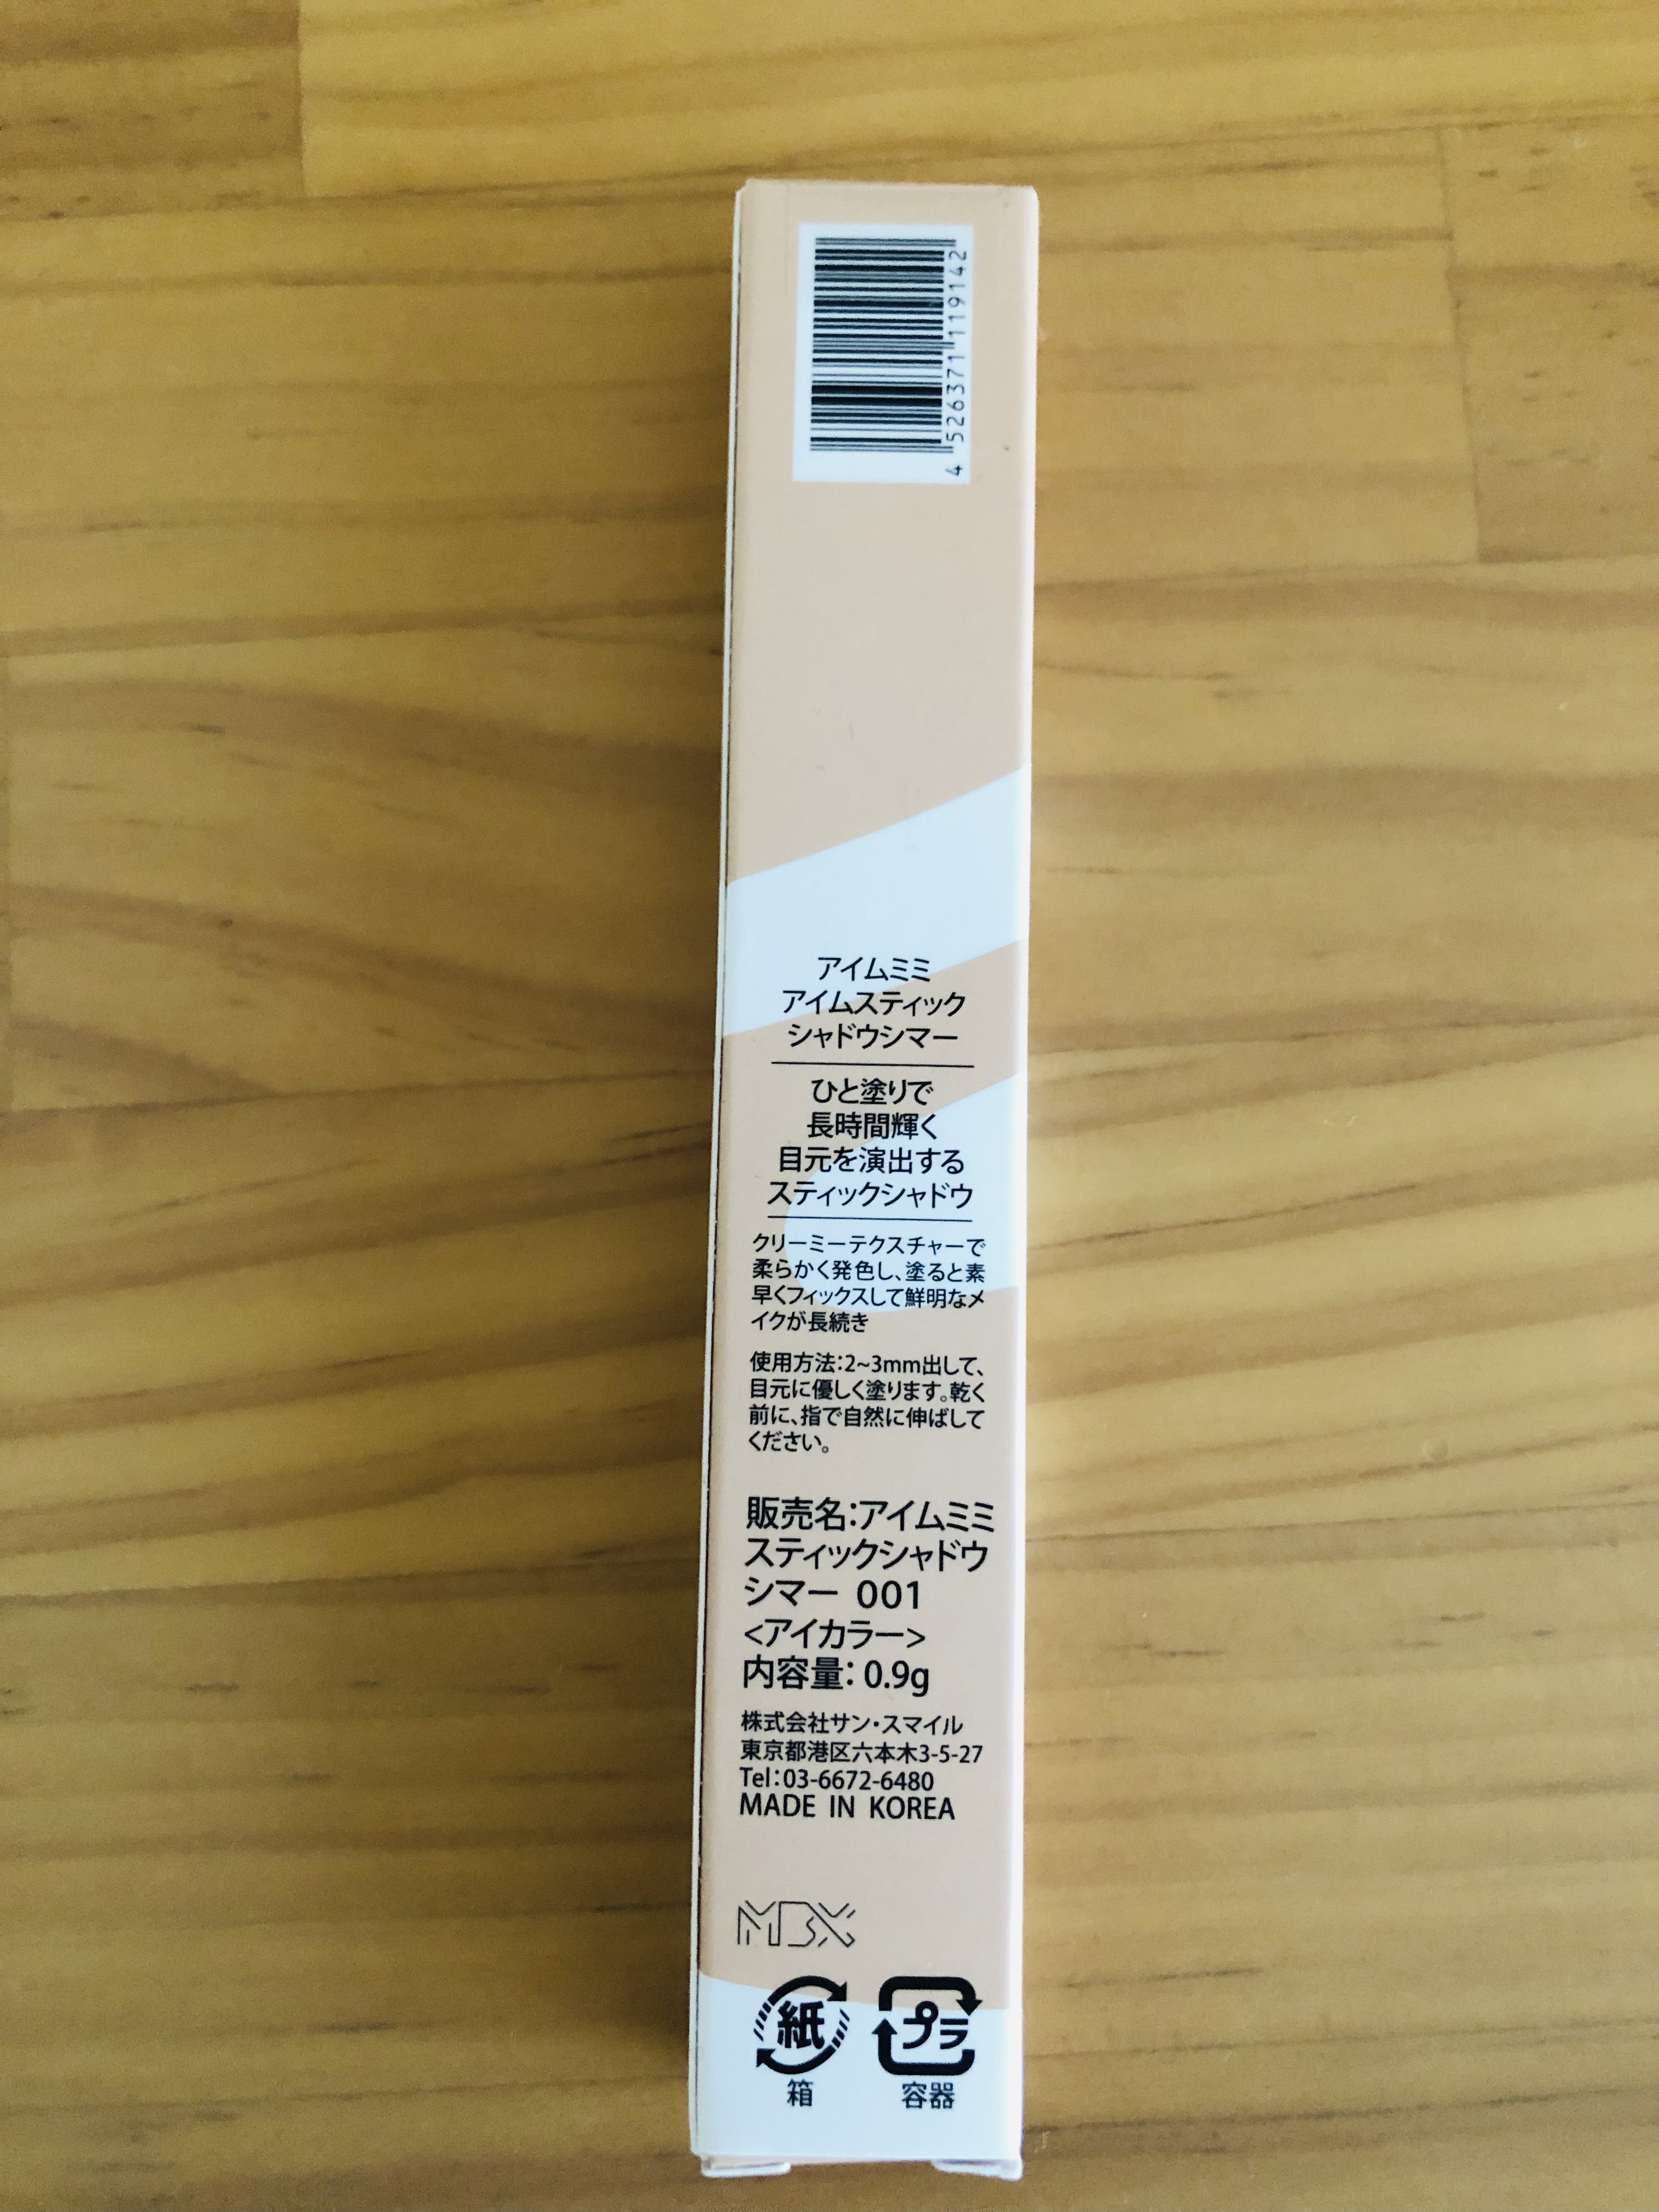 4 526371 119142
アイムミミ
アイムスティック
シャドウシマー
ひと塗りで
長時間輝く
目元を演出する
スティックシャドウ
クリーミーテクスチャーで
柔らかく発色し、塗ると素
早くフィックスして鮮明なメ
イクが長続き
使用方法:2~3mm出して、
目元に優しく塗ります。乾く
前に、指で自然に伸ばして
ください。
販売名:アイムミミ
スティックシャドウ
シマー 001
<アイカラー>
内容量: 0.9g
株式会社サン・スマイル
東京都港区六本木3-5-27
Tel:03-6672-6480
MADE IN KOREA
MBX
紙 プラ
箱 容器